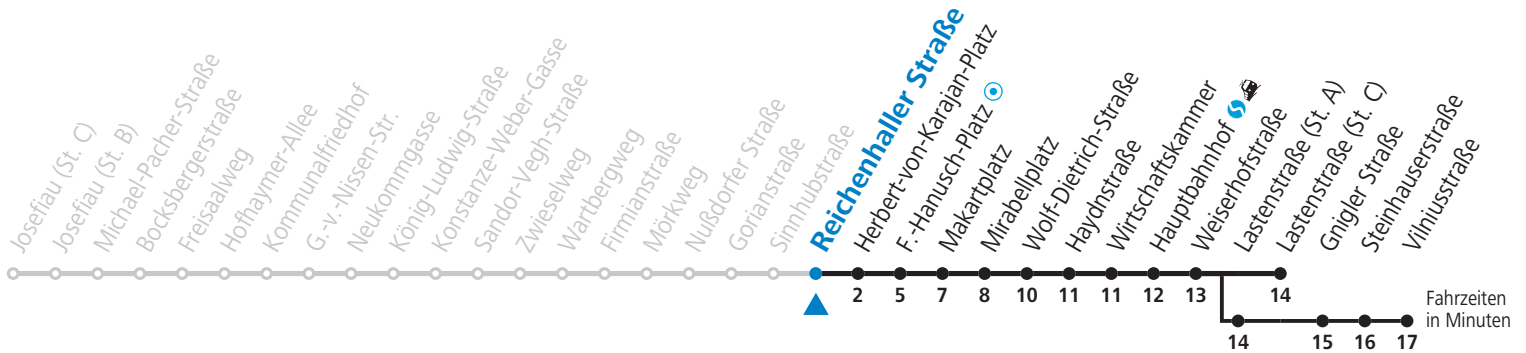 Josefiau (St. C)
Josefiau (St. B)
Michael-Pacher-Straße
Bocksbergerstraße
Freisaalweg
Hofhaymer-Allee
Kommunalfriedhof
G.-v.-Nissen-Str.
Neukommgasse
König-Ludwig-Straße
Konstanze-Weber-Gasse
Sandor-Vegh-Straße
Zwieselweg
Wartbergweg
Firmianstraße
Mörkweg
Nußdorfer Straße
Gorianstraße
Sinnhubstraße
Reichenhaller Straße
Herbert-von-Karajan-Platz
F.-Hanusch-Platz
Makartplatz
Mirabellplatz
Wolf-Dietrich-Straße
Haydnstraße
Wirtschaftskammer
Hauptbahnhof
Weiserhofstraße
Lastenstraße (St. A)
Lastenstraße (St. C)
Gnigler Straße
Steinhauserstraße
Vilniusstraße
2 5 7 8 10 11 11 12 13 14
Fahrzeiten
in Minuten
14 15 16 17